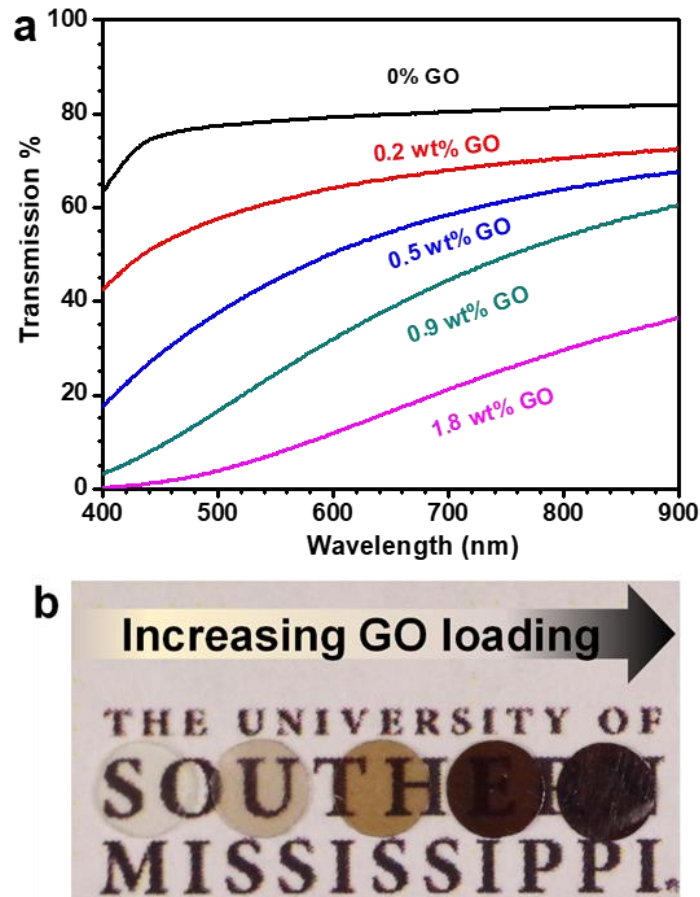 a
100
80
60
40
20
0
Transmission %
0% GO
0.2 wt% GO
0.5 wt% GO
0.9 wt% GO
1.8 wt% GO
400 500 600 700 800 900
Wavelength (nm)
b
Increasing GO loading
THE UNIVERSITY OF
SOUTHERN
MISSISSIPPI